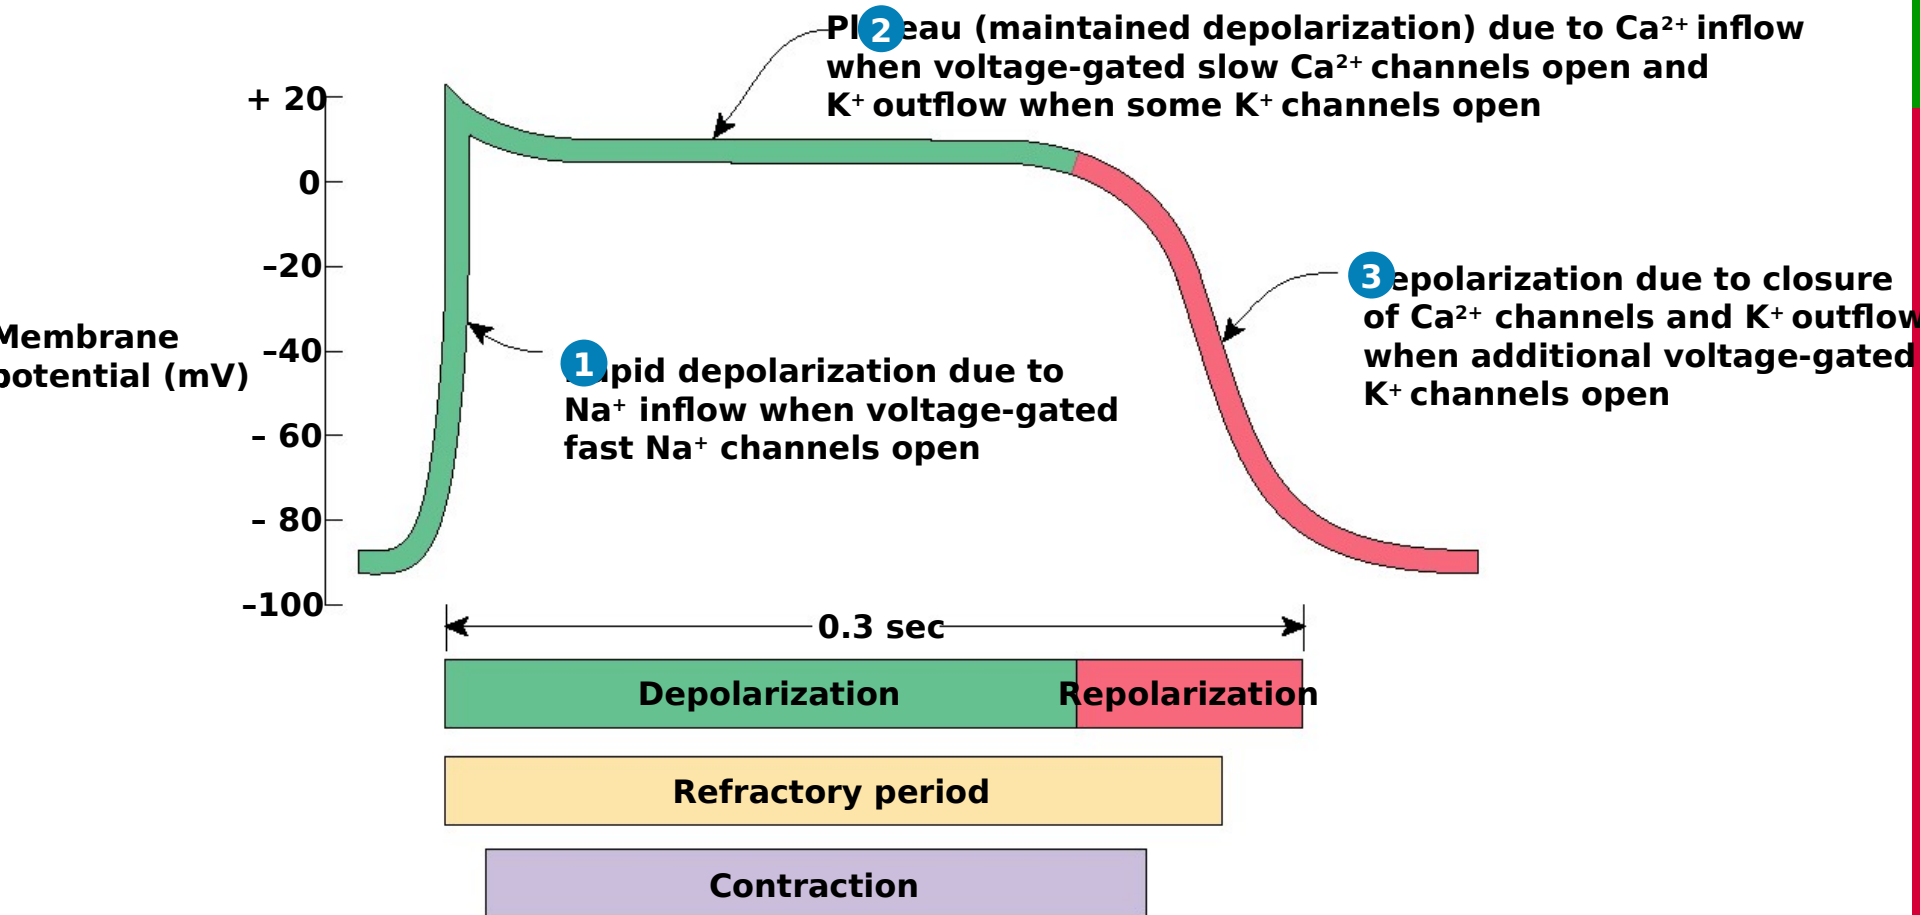 2
Pl eau (maintained depolarization) due to Ca²⁺ inflow
when voltage-gated slow Ca²⁺ channels open and
K⁺ outflow when some K⁺ channels open
+ 20
0
–20
–40
– 60
– 80
–100
Membrane
potential (mV)
3
epolarization due to closure
of Ca²⁺ channels and K⁺ outflow
when additional voltage-gated
K⁺ channels open
1
pid depolarization due to
Na⁺ inflow when voltage-gated
fast Na⁺ channels open
0.3 sec
Depolarization
Repolarization
Refractory period
Contraction